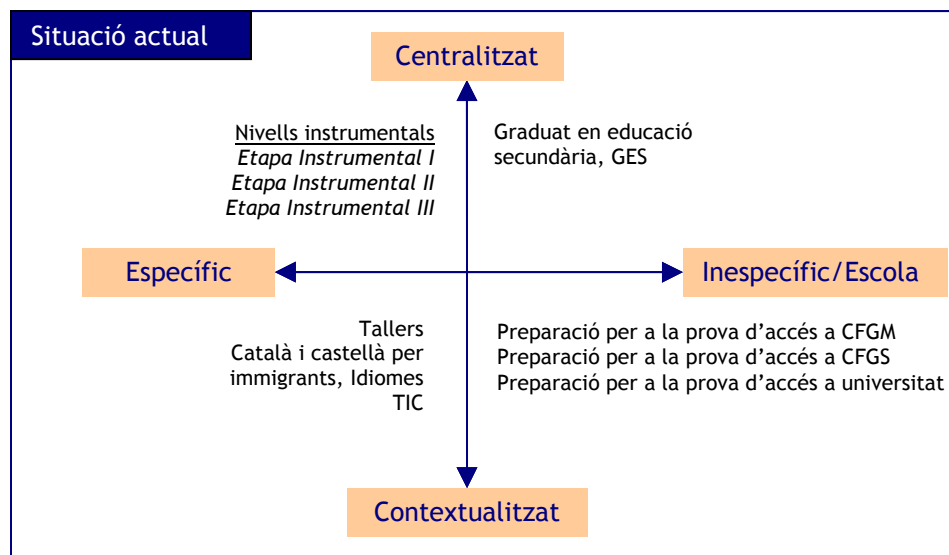 Situació actual
Centralitzat
Nivells instrumentals
Etapa Instrumental I
Etapa Instrumental II
Etapa Instrumental III
Graduat en educació
secundària, GES
Específic
Inespecífic/Escola
Tallers
Català i castellà per
immigrants, Idiomes
TIC
Preparació per a la prova d’accés a CFGM
Preparació per a la prova d’accés a CFGS
Preparació per a la prova d’accés a universitat
Contextualitzat